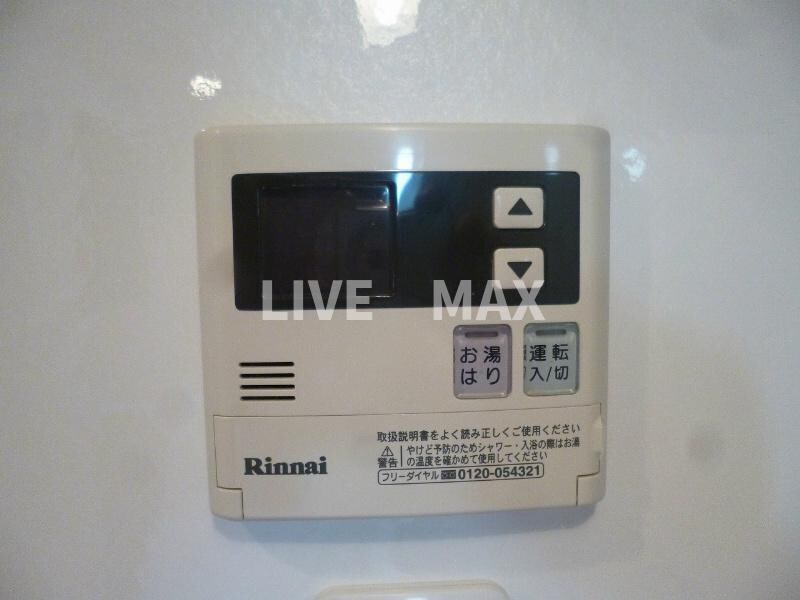 LIVE MAX
お湯はり
運転入/切
取扱説明書をよく読み正しくご使用ください
警告 やけど予防のためシャワー・入浴の際はお湯
の温度を確かめて使用してください
Rinnai
フリーダイヤル 0120-054321